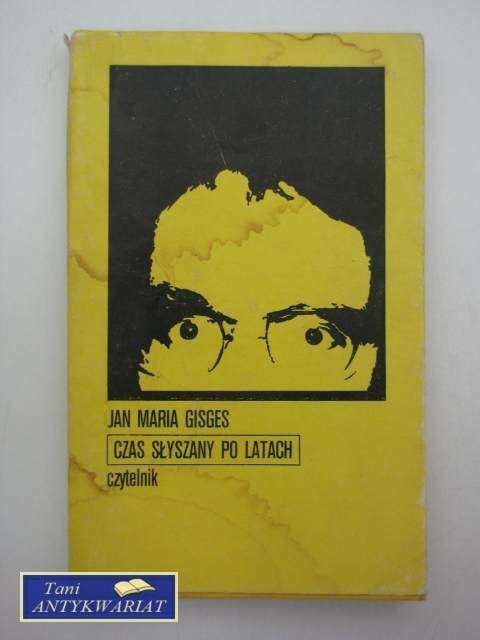 JAN MARIA GISGES
CZAS SŁYSZANY PO LATACH
czytelnik
Tani
ANTYKWARIAT